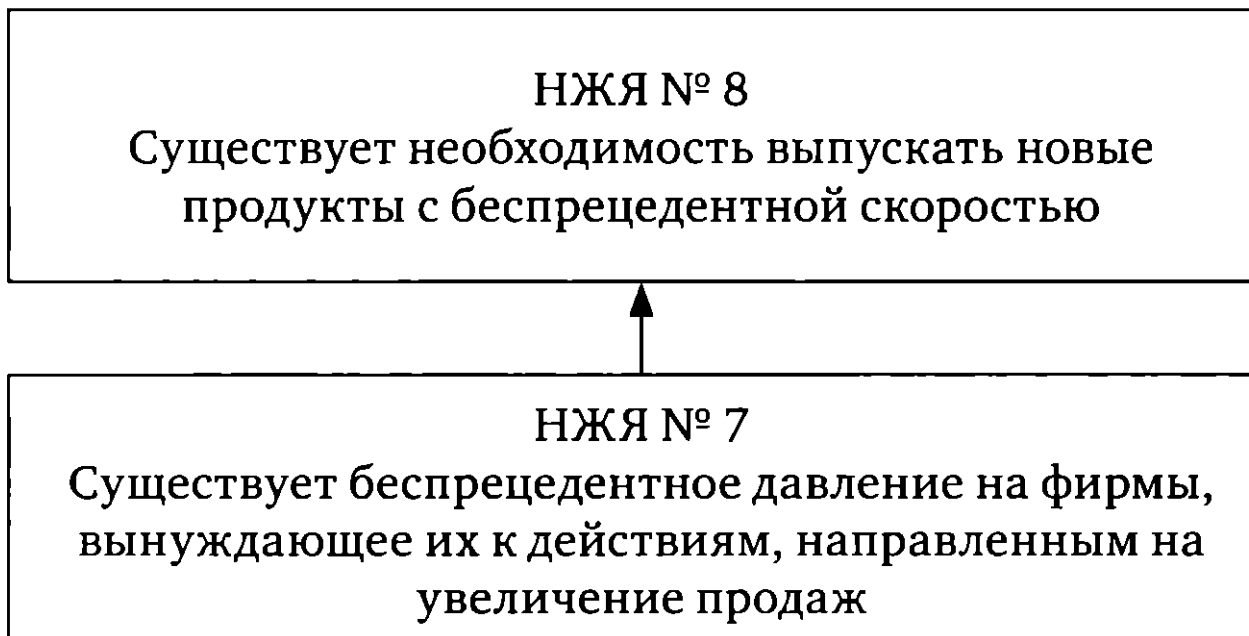 НЖЯ № 8
Существует необходимость выпускать новые
продукты с беспрецедентной скоростью
НЖЯ № 7
Существует беспрецедентное давление на фирмы,
вынуждающее их к действиям, направленным на
увеличение продаж